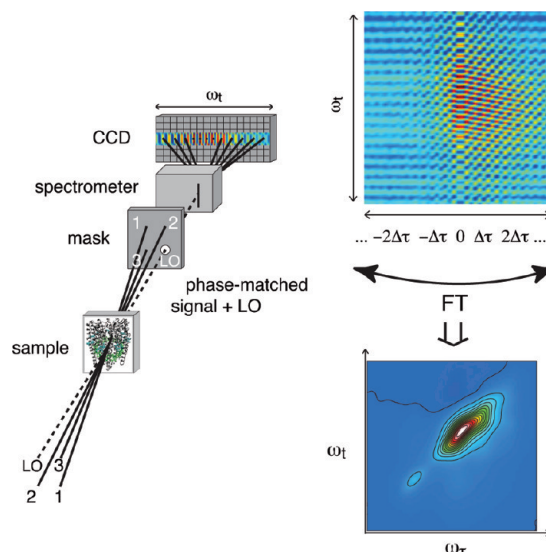 ωt
CCD
spectrometer
mask
1
2
3
LO
phase-matched
signal + LO
sample
LO
3
2
1
ωt
... −2Δτ −Δτ 0 Δτ 2Δτ ...
FT
ωt
ωτ